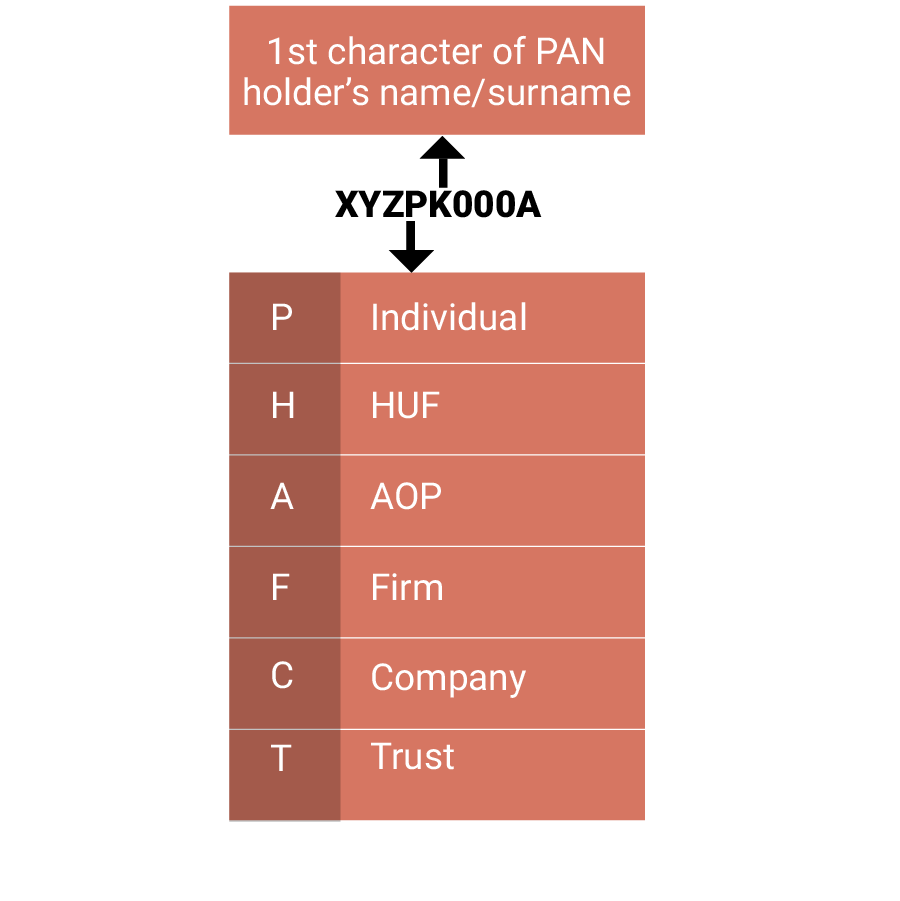 1st character of PAN
holder’s name/surname
XYZPK000A
P Individual
H HUF
A AOP
F Firm
C Company
T Trust